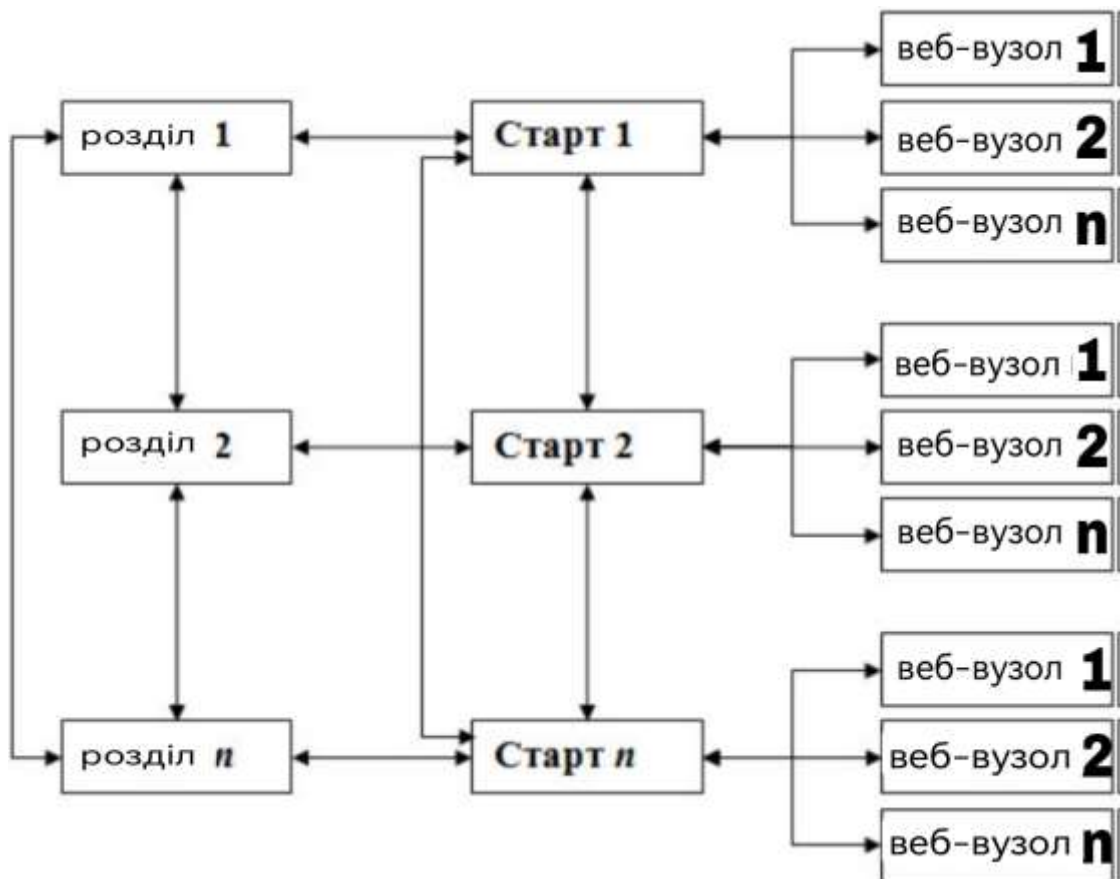 веб-вузол 1
розділ 1
Старт 1
веб-вузол 2
веб-вузол n
веб-вузол 1
розділ 2
Старт 2
веб-вузол 2
веб-вузол n
веб-вузол 1
розділ n
Старт n
веб-вузол 2
веб-вузол n